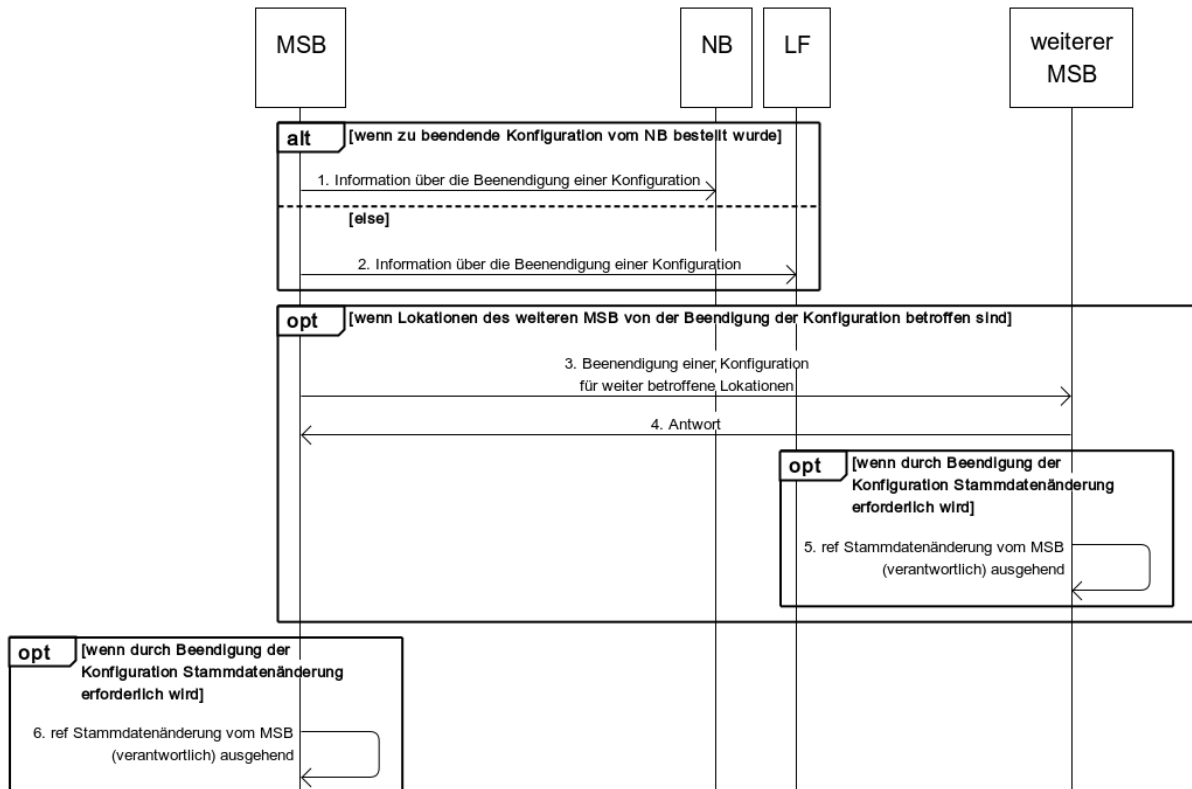 MSB
NB
LF
weiterer
MSB
alt
[wenn zu beendende Konfiguration vom NB bestellt wurde]
1. Information über die Beenendigung einer Konfiguration
[else]
2. Information über die Beenendigung einer Konfiguration
opt
[wenn Lokationen des weiteren MSB von der Beendigung der Konfiguration betroffen sind]
3. Beenendigung einer Konfiguration
für weiter betroffene Lokationen
4. Antwort
opt
[wenn durch Beendigung der
Konfiguration Stammdatenänderung
erforderlich wird]
5. ref Stammdatenänderung vom MSB
(verantwortlich) ausgehend
opt
[wenn durch Beendigung der
Konfiguration Stammdatenänderung
erforderlich wird]
6. ref Stammdatenänderung vom MSB
(verantwortlich) ausgehend